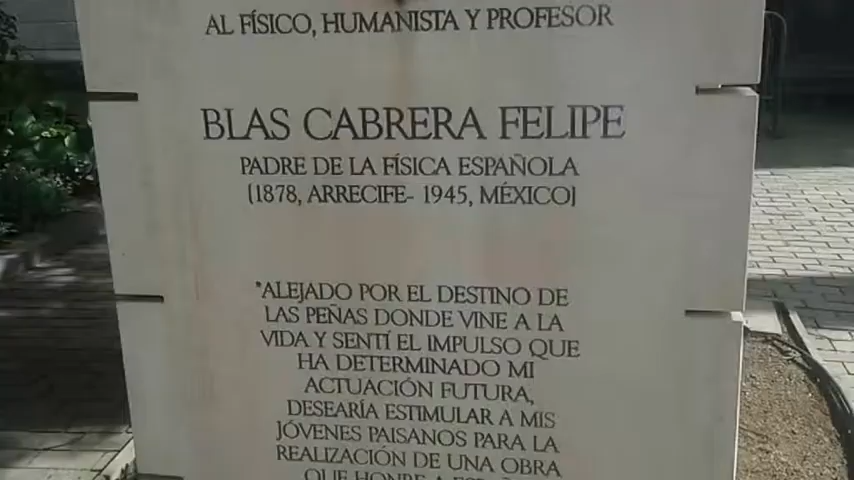 AL FÍSICO, HUMANISTA Y PROFESOR
BLAS CABRERA FELIPE
PADRE DE LA FÍSICA ESPAÑOLA
(1878, ARRECIFE- 1945, MÉXICO)
"ALEJADO POR EL DESTINO DE
LAS PEÑAS DONDE VINE A LA
VIDA Y SENTÍ EL IMPULSO QUE
HA DETERMINADO MI
ACTUACIÓN FUTURA,
DESEARÍA ESTIMULAR A MIS
JÓVENES PAISANOS PARA LA
REALIZACIÓN DE UNA OBRA
QUE HONRE A